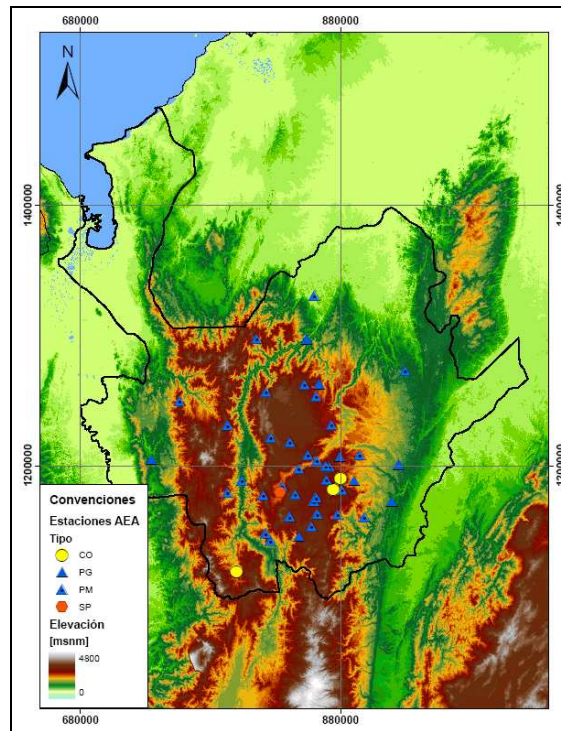 680000 880000
N
1400000 1400000
1200000 1200000
Convenciones
Estaciones AEA
Tipo
CO
PG
PM
SP
Elevación
[msnm]
4800
0
680000 880000